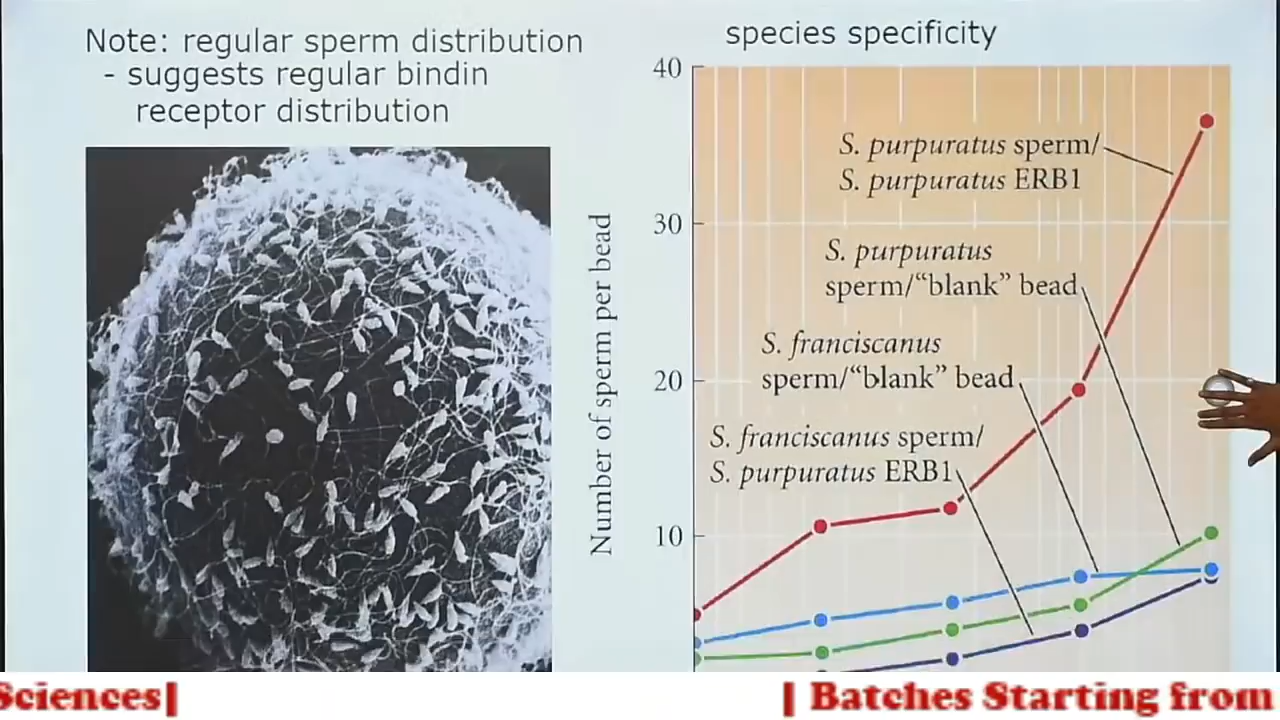 Note: regular sperm distribution
- suggests regular bindin
receptor distribution
species specificity
Number of sperm per bead
40
30
20
10
S. purpuratus sperm/
S. purpuratus ERB1
S. purpuratus
sperm/“blank” bead
S. franciscanus
sperm/“blank” bead
S. franciscanus sperm/
S. purpuratus ERB1
Sciences|
| Batches Starting from